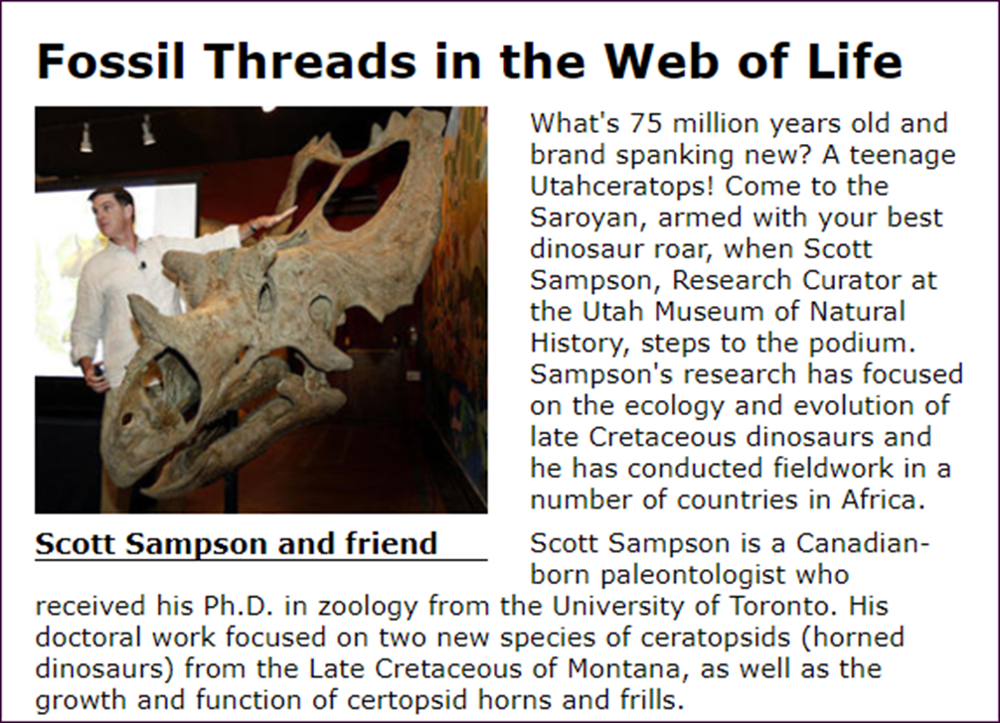 Fossil Threads in the Web of Life
What's 75 million years old and
brand spanking new? A teenage
Utahceratops! Come to the
Saroyan, armed with your best
dinosaur roar, when Scott
Sampson, Research Curator at
the Utah Museum of Natural
History, steps to the podium.
Sampson's research has focused
on the ecology and evolution of
late Cretaceous dinosaurs and
he has conducted fieldwork in a
number of countries in Africa.
Scott Sampson and friend
Scott Sampson is a Canadian-
born paleontologist who
received his Ph.D. in zoology from the University of Toronto. His
doctoral work focused on two new species of ceratopsids (horned
dinosaurs) from the Late Cretaceous of Montana, as well as the
growth and function of certopsid horns and frills.